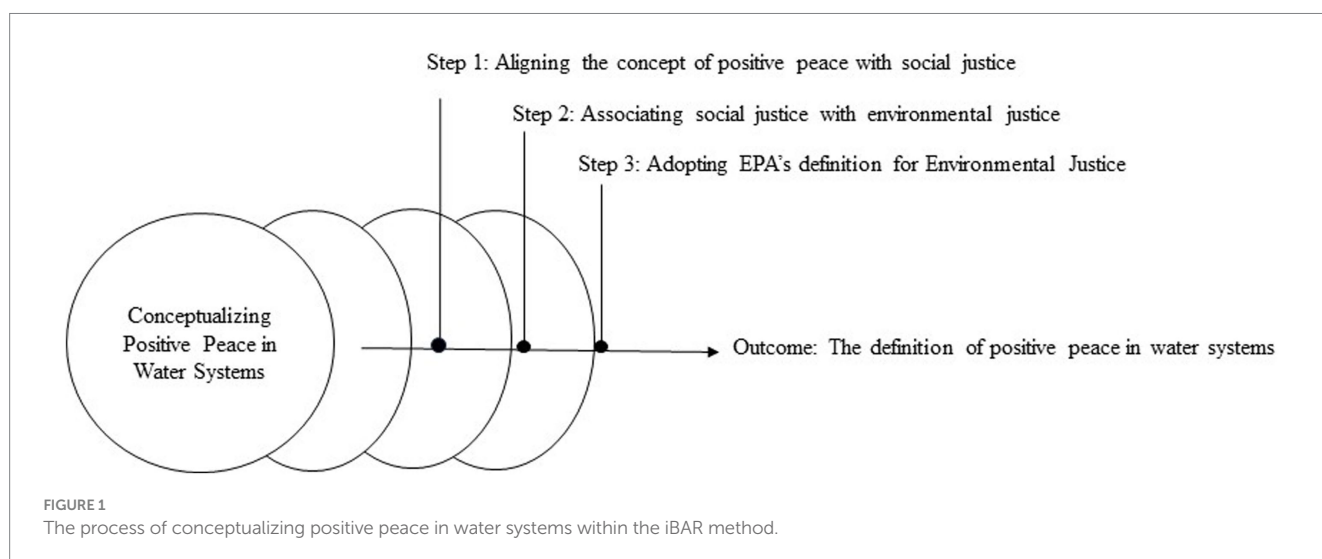 Step 1: Aligning the concept of positive peace with social justice
Step 2: Associating social justice with environmental justice
Step 3: Adopting EPA's definition for Environmental Justice
Conceptualizing
Positive Peace in
Water Systems
Outcome: The definition of positive peace in water systems
FIGURE 1
The process of conceptualizing positive peace in water systems within the iBAR method.